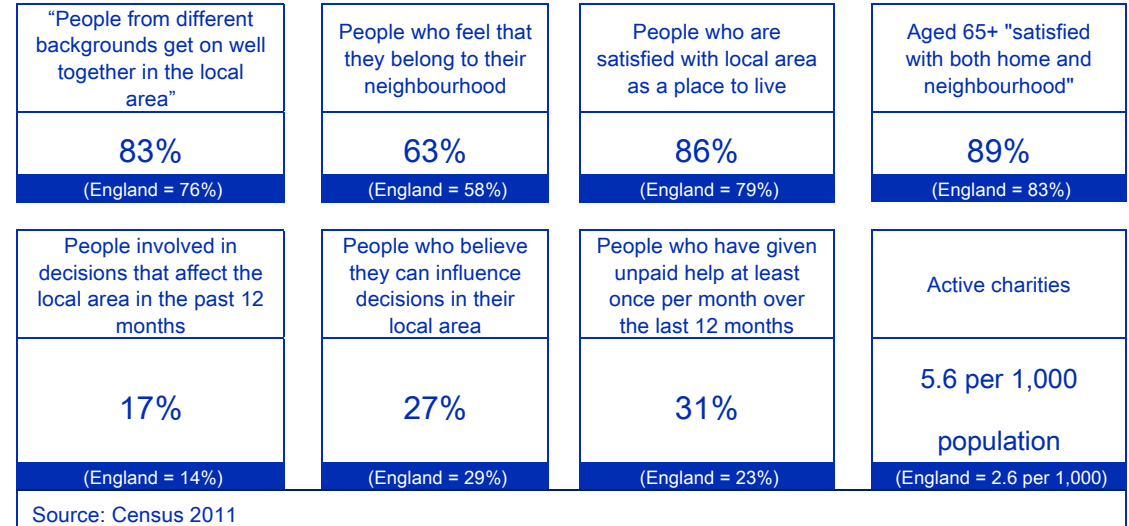 “People from different
backgrounds get on well
together in the local
area”
83%
(England = 76%)
People who feel that
they belong to their
neighbourhood
63%
(England = 58%)
People who are
satisfied with local area
as a place to live
86%
(England = 79%)
Aged 65+ "satisfied
with both home and
neighbourhood"
89%
(England = 83%)
People involved in
decisions that affect the
local area in the past 12
months
17%
(England = 14%)
People who believe
they can influence
decisions in their
local area
27%
(England = 29%)
People who have given
unpaid help at least
once per month over
the last 12 months
31%
(England = 23%)
Active charities
5.6 per 1,000
population
(England = 2.6 per 1,000)
Source: Census 2011